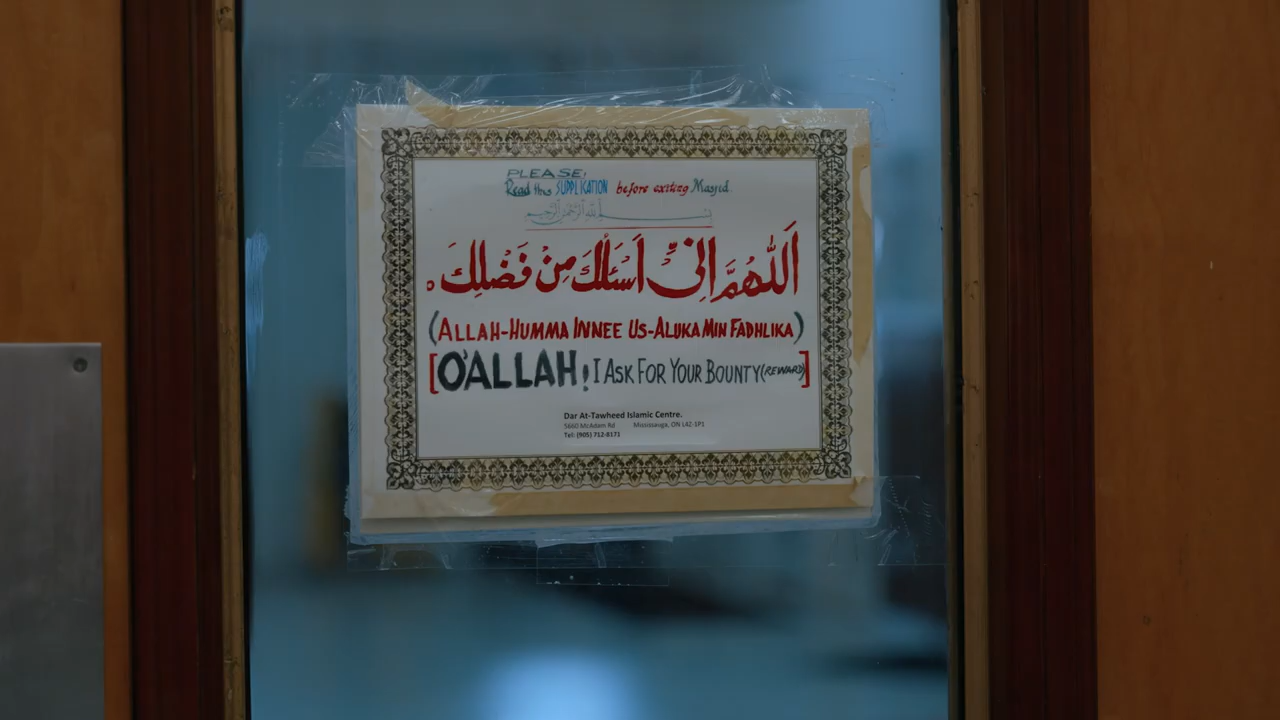 PLEASE!
Read this SUPPLICATION before exiting Masjed.
بسم الله الرحمن الرحيم
اَللّٰهُمَّ اِنِّىْ اَسْئَلُكَ مِنْ فَضْلِكَ ه
(ALLAH-HUMMA INNEE US-ALUKA MIN FADHLIKA)
[O'ALLAH! I ASK FOR YOUR BOUNTY (REWARD)]
Dar At-Tawheed Islamic Centre.
5660 McAdam Rd Mississauga, ON L4Z-1P1
Tel: (905) 712-8171